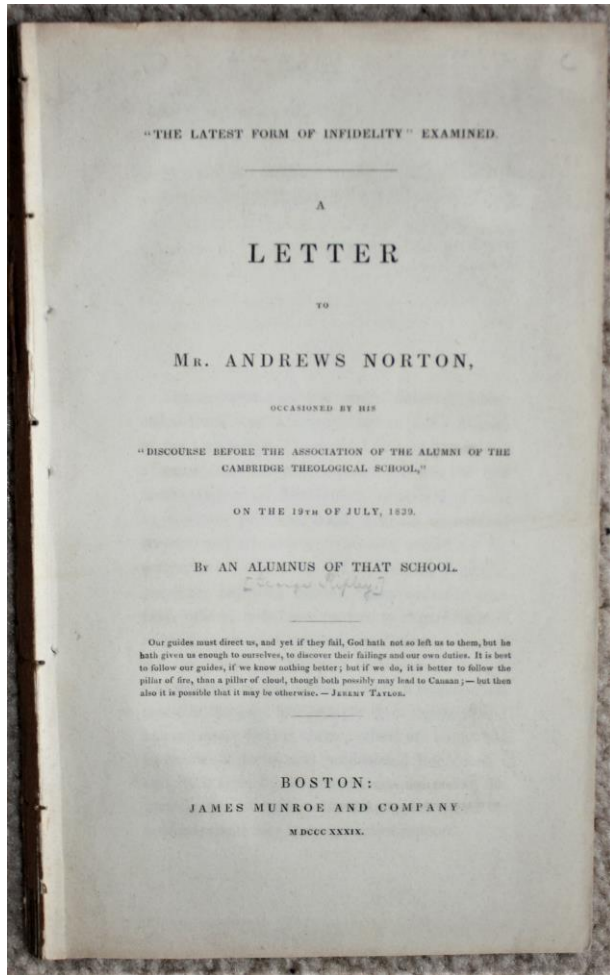 "THE LATEST FORM OF INFIDELITY" EXAMINED.
A
LETTER
TO
MR. ANDREWS NORTON,
OCCASIONED BY HIS
"DISCOURSE BEFORE THE ASSOCIATION OF THE ALUMNI OF THE
CAMBRIDGE THEOLOGICAL SCHOOL,"
ON THE 19TH OF JULY, 1839.
BY AN ALUMNUS OF THAT SCHOOL.
[George Ripley]
Our guides must direct us, and yet if they fail, God hath not so left us to them, but he
hath given us enough to ourselves, to discover their failings and our own duties. It is best
to follow our guides, if we know nothing better; but if we do, it is better to follow the
pillar of fire, than a pillar of cloud, though both possibly may lead to Canaan;—but then
also it is possible that it may be otherwise.—JEREMY TAYLOR.
BOSTON:
JAMES MUNROE AND COMPANY.
M DCCC XXXIX.